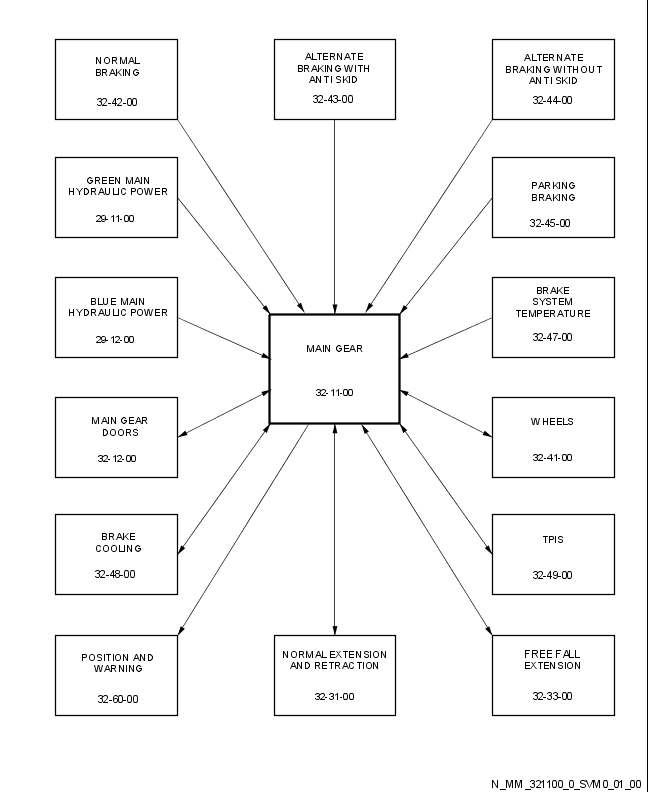 NORMAL
BRAKING
32-42-00
ALTERNATE
BRAKING WITH
ANTI SKID
32-43-00
ALTERNATE
BRAKING WITHOUT
ANTI SKID
32-44-00
GREEN MAIN
HYDRAULIC POWER
29-11-00
PARKING
BRAKING
32-45-00
BLUE MAIN
HYDRAULIC POWER
29-12-00
BRAKE
SYSTEM
TEMPERATURE
32-47-00
MAIN GEAR
32-11-00
MAIN GEAR
DOORS
32-12-00
WHEELS
32-41-00
BRAKE
COOLING
32-48-00
TPIS
32-49-00
POSITION AND
WARNING
32-60-00
NORMAL EXTENSION
AND RETRACTION
32-31-00
FREE FALL
EXTENSION
32-33-00
N_MM_321100_0_SVM0_01_00